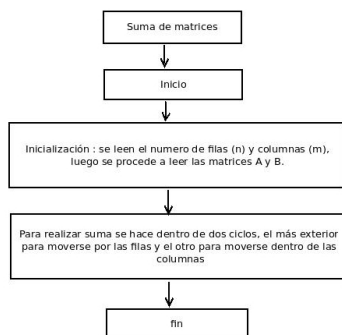 Suma de matrices
Inicio
Inicialización : se leen el numero de filas (n) y columnas (m),
luego se procede a leer las matrices A y B.
Para realizar suma se hace dentro de dos ciclos, el más exterior
para moverse por las filas y el otro para moverse dentro de las
columnas
fin